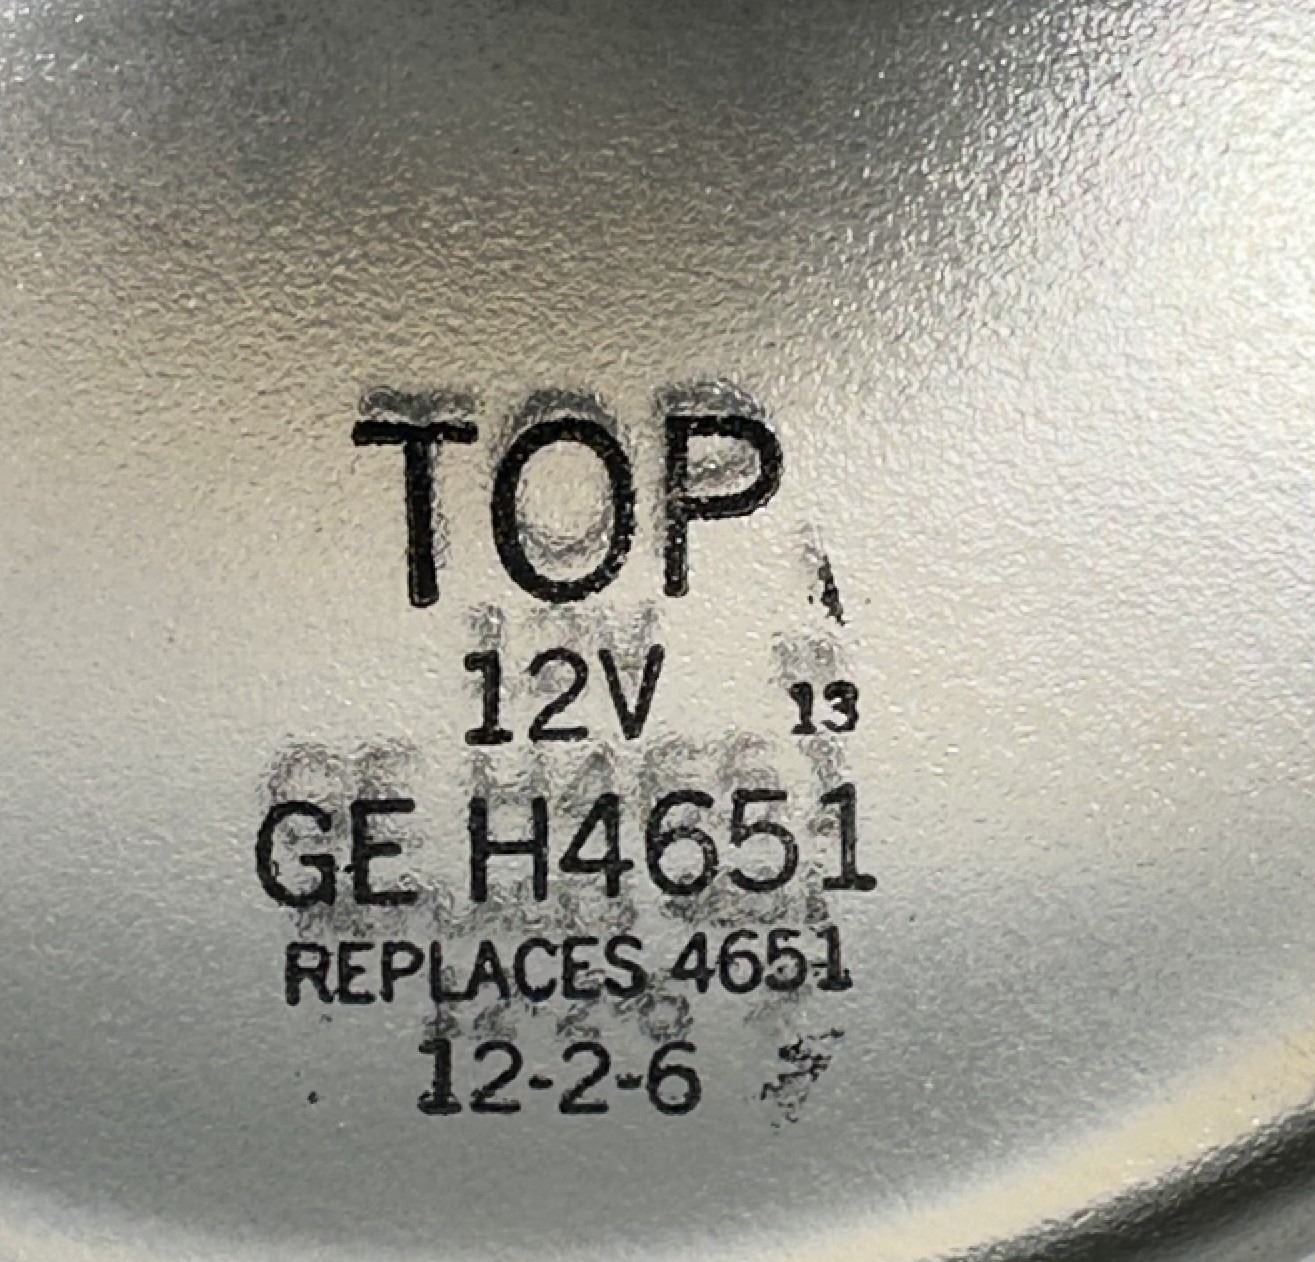 TOP
12V 13
GE H4651
REPLACES 4651
12-2-6